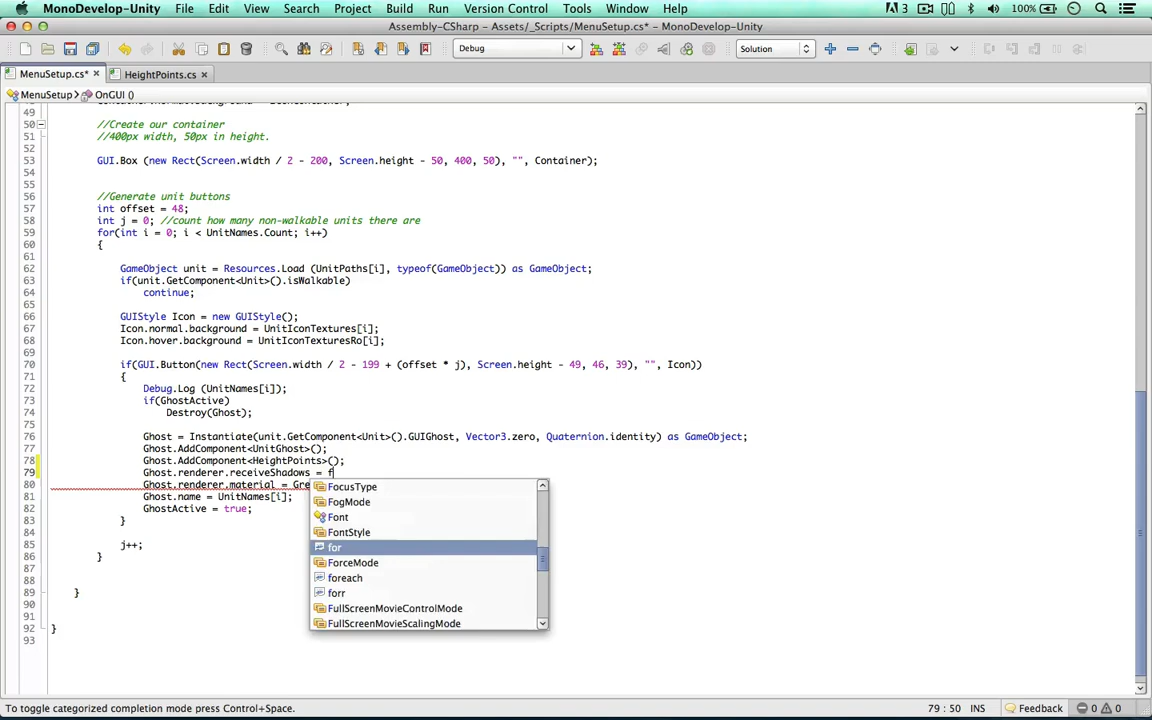 MonoDevelop-Unity File Edit View Search Project Build Run Version Control Tools Window Help 3 100%
Assembly-CSharp - Assets/_Scripts/MenuSetup.cs* - MonoDevelop-Unity
Debug Solution
MenuSetup.cs* HeightPoints.cs
MenuSetup OnGUI ()
49
50 //Create our container
51 //400px width, 50px in height.
52
53 GUI.Box (new Rect(Screen.width / 2 - 200, Screen.height - 50, 400, 50), "", Container);
54
55
56 //Generate unit buttons
57 int offset = 48;
58 int j = 0; //count how many non-walkable units there are
59 for(int i = 0; i < UnitNames.Count; i++)
60 {
61
62 GameObject unit = Resources.Load (UnitPaths[i], typeof(GameObject)) as GameObject;
63 if(unit.GetComponent<Unit>().isWalkable)
64 continue;
65
66 GUIStyle Icon = new GUIStyle();
67 Icon.normal.background = UnitIconTextures[i];
68 Icon.hover.background = UnitIconTexturesRo[i];
69
70 if(GUI.Button(new Rect(Screen.width / 2 - 199 + (offset * j), Screen.height - 49, 46, 39), "", Icon))
71 {
72 Debug.Log (UnitNames[i]);
73 if(GhostActive)
74 Destroy(Ghost);
75
76 Ghost = Instantiate(unit.GetComponent<Unit>().GUIGhost, Vector3.zero, Quaternion.identity) as GameObject;
77 Ghost.AddComponent<UnitGhost>();
78 Ghost.AddComponent<HeightPoints>();
79 Ghost.renderer.receiveShadows = f
80 Ghost.renderer.material = Gre
81 Ghost.name = UnitNames[i];
82 GhostActive = true;
83 }
84
85 j++;
86 }
87
88
89 }
90
91
92 }
93
FocusType
FogMode
Font
FontStyle
for
ForceMode
foreach
forr
FullScreenMovieControlMode
FullScreenMovieScalingMode
To toggle categorized completion mode press Control+Space. 79 : 50 INS Feedback 0 0